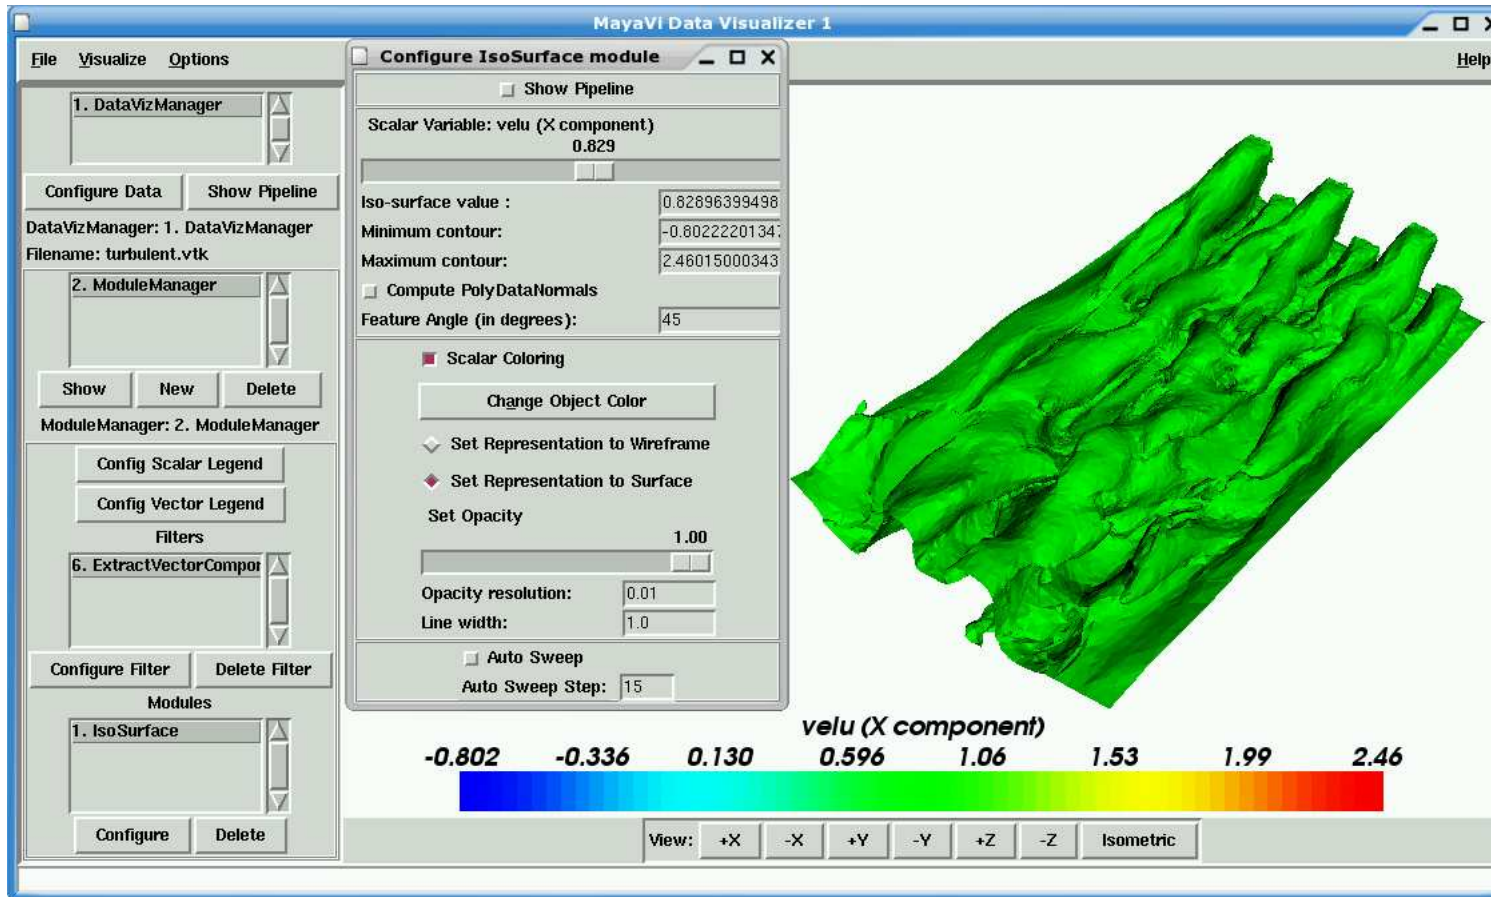 MayaVi Data Visualizer 1
File Visualize Options
Help
1. DataVizManager
Configure Data Show Pipeline
DataVizManager: 1. DataVizManager
Filename: turbulent.vtk
2. ModuleManager
Show New Delete
ModuleManager: 2. ModuleManager
Config Scalar Legend
Config Vector Legend
Filters
6. ExtractVectorCompor
Configure Filter Delete Filter
Modules
1. IsoSurface
Configure Delete
Configure IsoSurface module
Show Pipeline
Scalar Variable: velu (X component)
0.829
Iso-surface value : 0.82896399498
Minimum contour: -0.80222201347
Maximum contour: 2.46015000343
Compute PolyDataNormals
Feature Angle (in degrees): 45
Scalar Coloring
Change Object Color
Set Representation to Wireframe
Set Representation to Surface
Set Opacity
1.00
Opacity resolution: 0.01
Line width: 1.0
Auto Sweep
Auto Sweep Step: 15
velu (X component)
-0.802 -0.336 0.130 0.596 1.06 1.53 1.99 2.46
View: +X -X +Y -Y +Z -Z Isometric